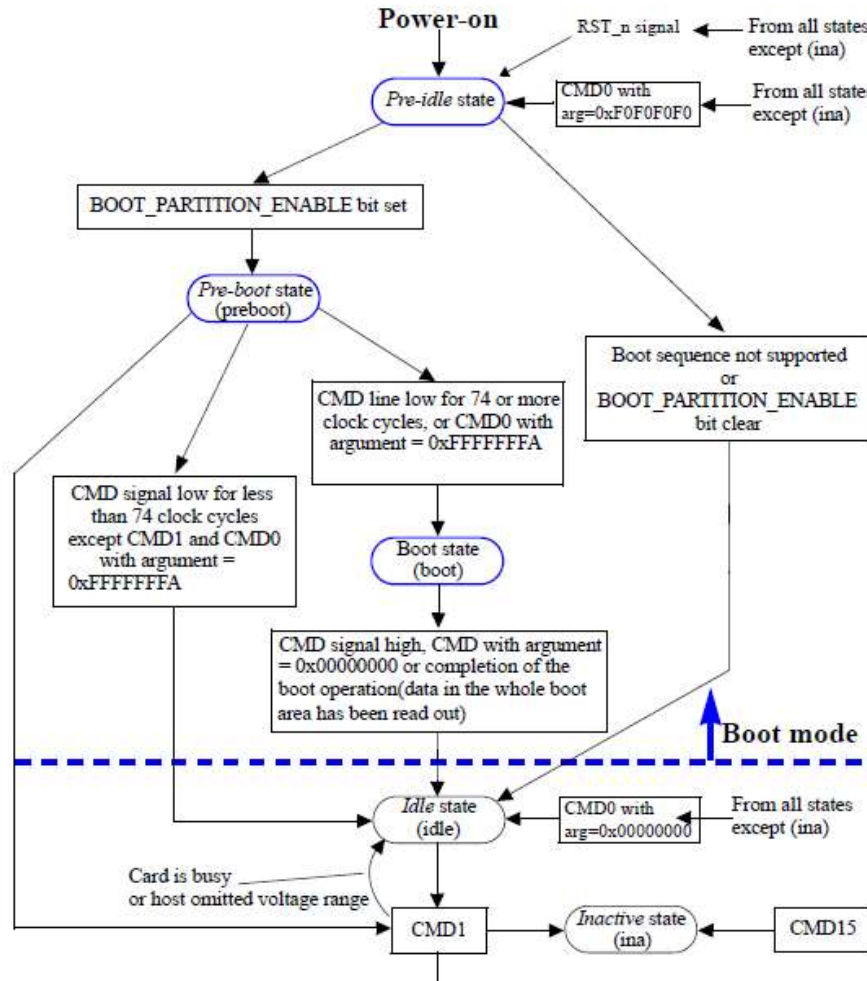 Power-on
RST_n signal
From all states
except (ina)
Pre-idle state
CMD0 with
arg=0xF0F0F0F0
From all states
except (ina)
BOOT_PARTITION_ENABLE bit set
Pre-boot state
(preboot)
Boot sequence not supported
or
BOOT_PARTITION_ENABLE
bit clear
CMD line low for 74 or more
clock cycles, or CMD0 with
argument = 0xFFFFFFFA
CMD signal low for less
than 74 clock cycles
except CMD1 and CMD0
with argument =
0xFFFFFFFA
Boot state
(boot)
CMD signal high, CMD with argument
= 0x00000000 or completion of the
boot operation(data in the whole boot
area has been read out)
Boot mode
Idle state
(idle)
CMD0 with
arg=0x00000000
From all states
except (ina)
Card is busy
or host omitted voltage range
CMD1
Inactive state
(ina)
CMD15